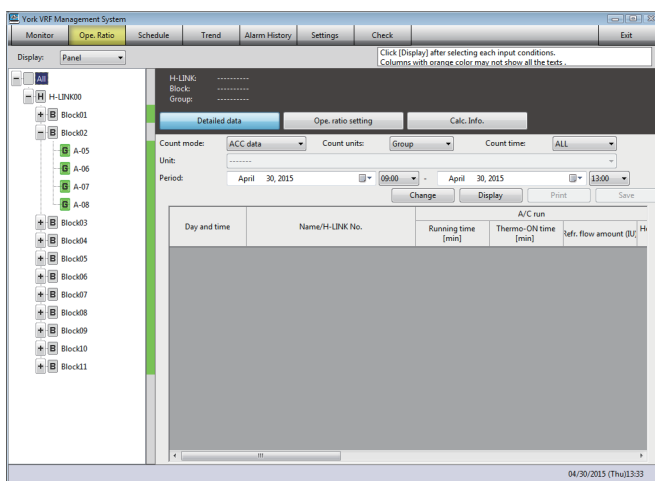 York VRF Management System
Monitor Ope. Ratio Schedule Trend Alarm History Settings Check Exit
Display: Panel
Click [Display] after selecting each input conditions.
Columns with orange color may not show all the texts .
All
H H-LINK00
B Block01
B Block02
G A-05
G A-06
G A-07
G A-08
B Block03
B Block04
B Block05
B Block06
B Block07
B Block08
B Block09
B Block10
B Block11
H-LINK: ----------
Block: ----------
Group: ----------
Detailed data Ope. ratio setting Calc. Info.
Count mode: ACC data Count units: Group Count time: ALL
Unit: -------
Period: April 30, 2015 09:00 - April 30, 2015 13:00
Change Display Print Save
A/C run
Day and time Name/H-LINK No. Running time [min] Thermo-ON time [min] Refr. flow amount (IU)
04/30/2015 (Thu)13:33